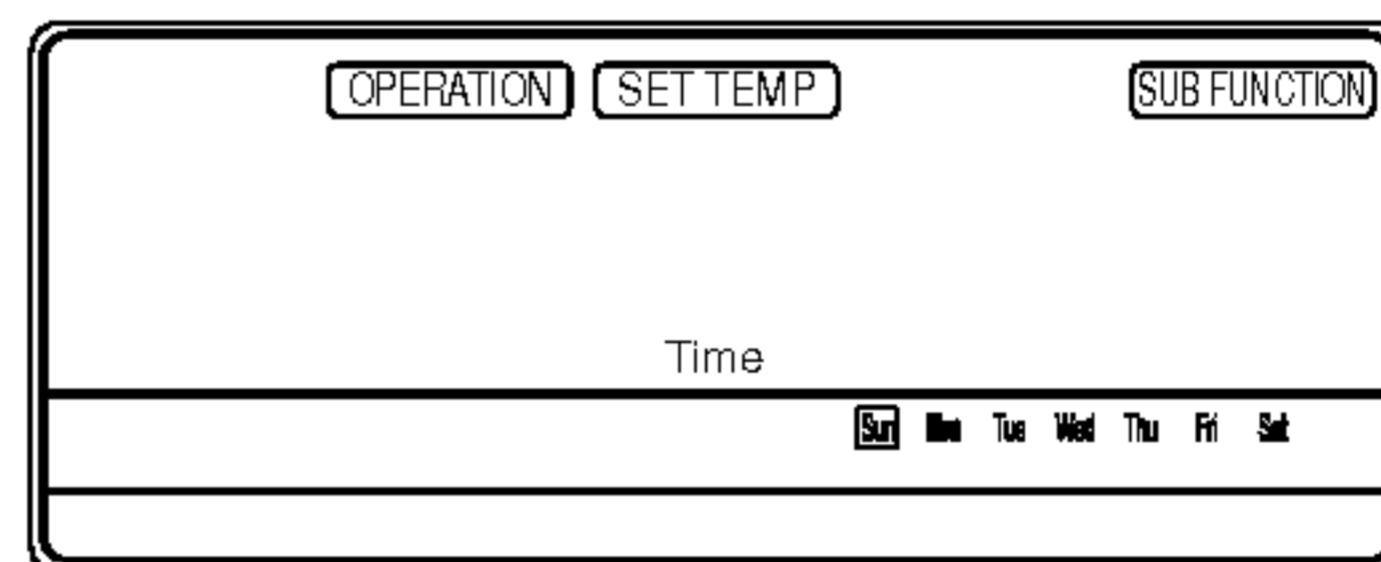 OPERATION SET TEMP SUB FUNCTION
Time
Sun Mon Tue Wed Thu Fri Sat